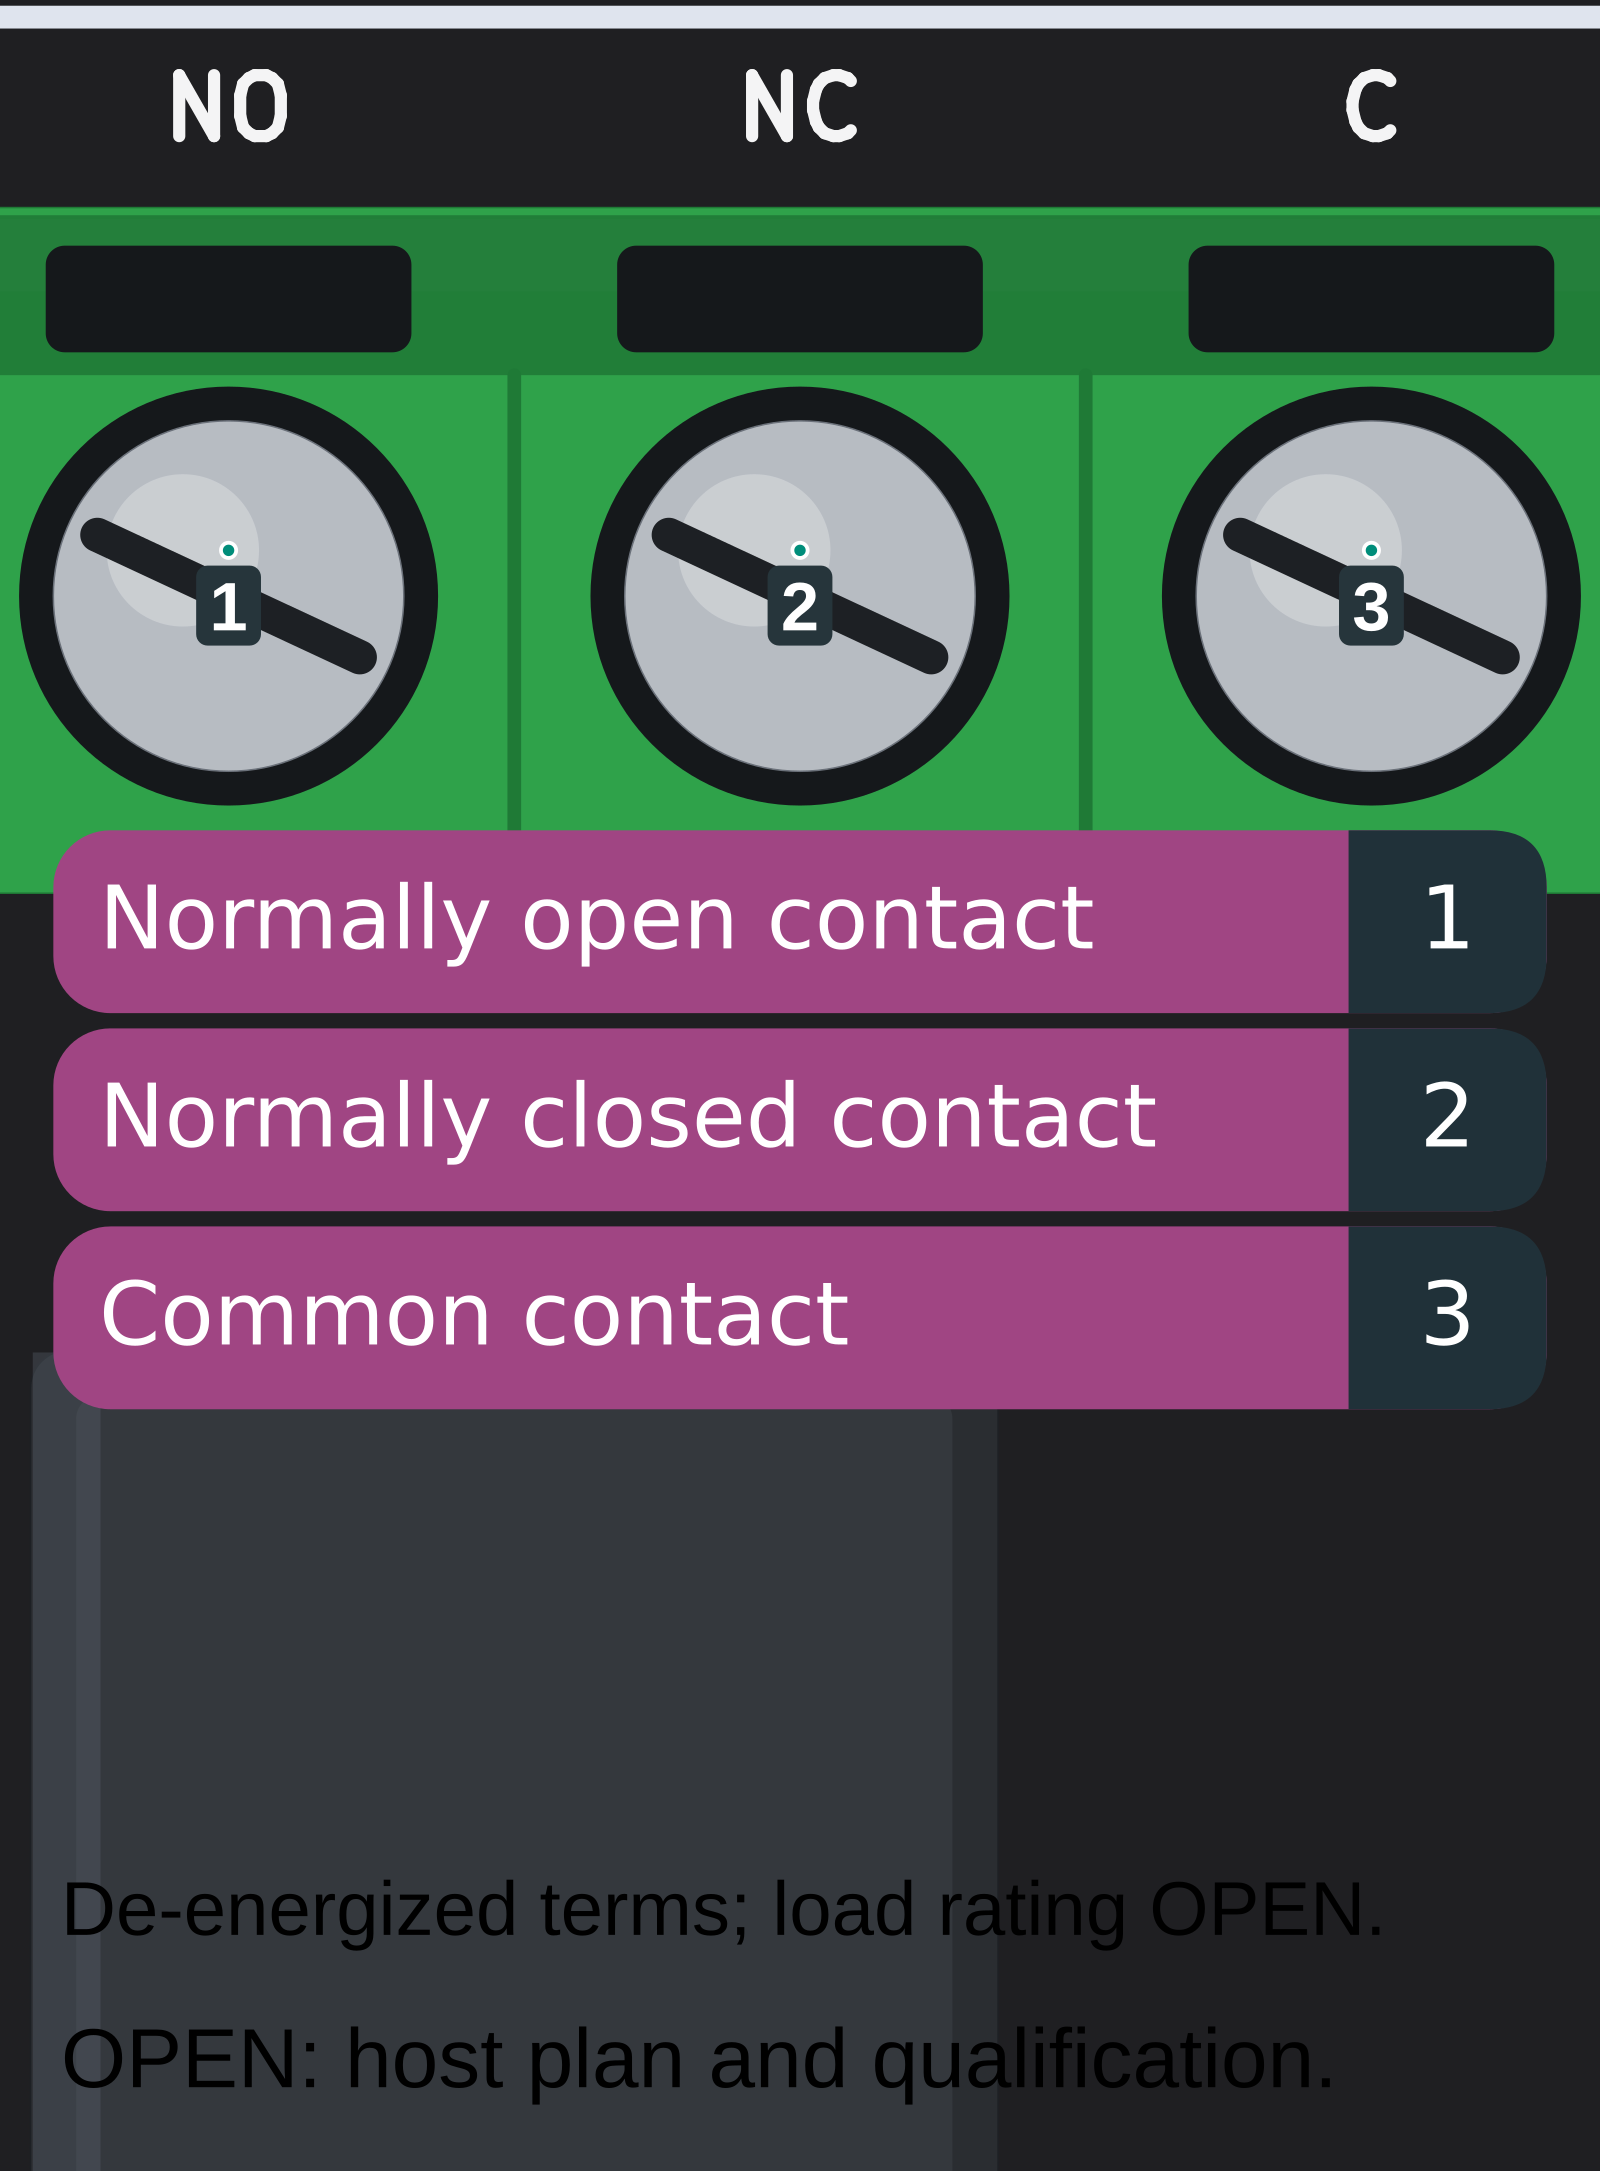 NO NC C
1 2 3
Normally open contact 1
Normally closed contact 2
Common contact 3
De-energized terms; load rating OPEN.
OPEN: host plan and qualification.